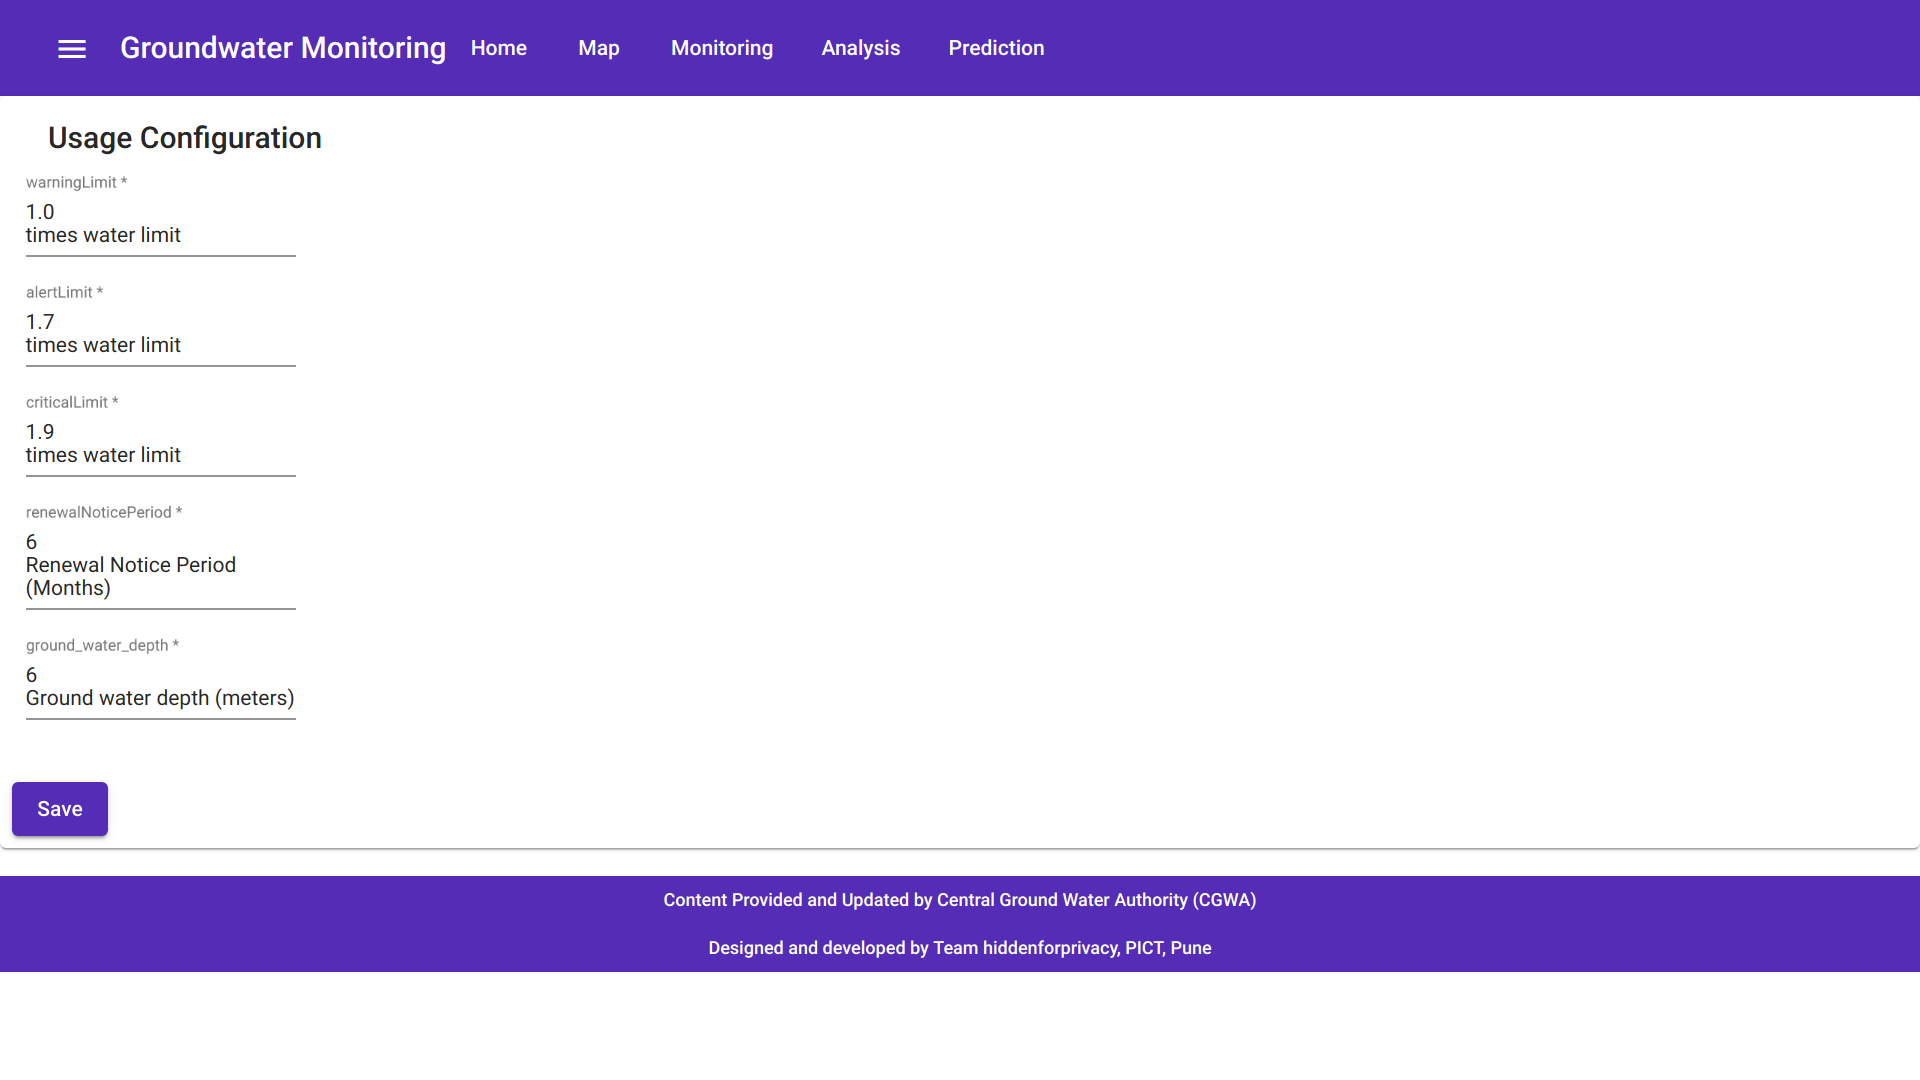 Groundwater Monitoring Home Map Monitoring Analysis Prediction
Usage Configuration
warningLimit *
1.0
times water limit
alertLimit *
1.7
times water limit
criticalLimit *
1.9
times water limit
renewalNoticePeriod *
6
Renewal Notice Period
(Months)
ground_water_depth *
6
Ground water depth (meters)
Save
Content Provided and Updated by Central Ground Water Authority (CGWA)
Designed and developed by Team hiddenforprivacy, PICT, Pune